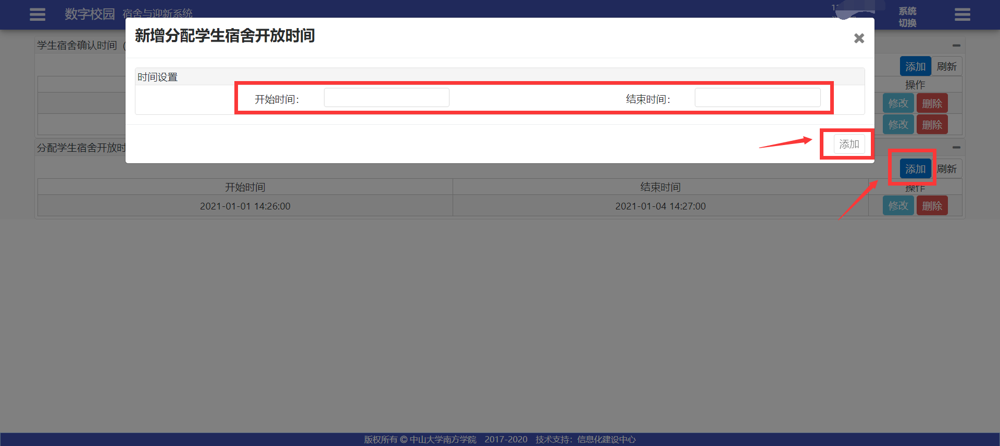 数字校园 宿舍与迎新系统
系统
切换
新增分配学生宿舍开放时间
学生宿舍确认时间
添加 刷新
时间设置
操作
开始时间： 结束时间：
修改 删除
修改 删除
分配学生宿舍开放时
添加
添加 刷新
开始时间 结束时间 操作
2021-01-01 14:26:00 2021-01-04 14:27:00 修改 删除
版权所有 © 中山大学南方学院 2017-2020 技术支持：信息化建设中心